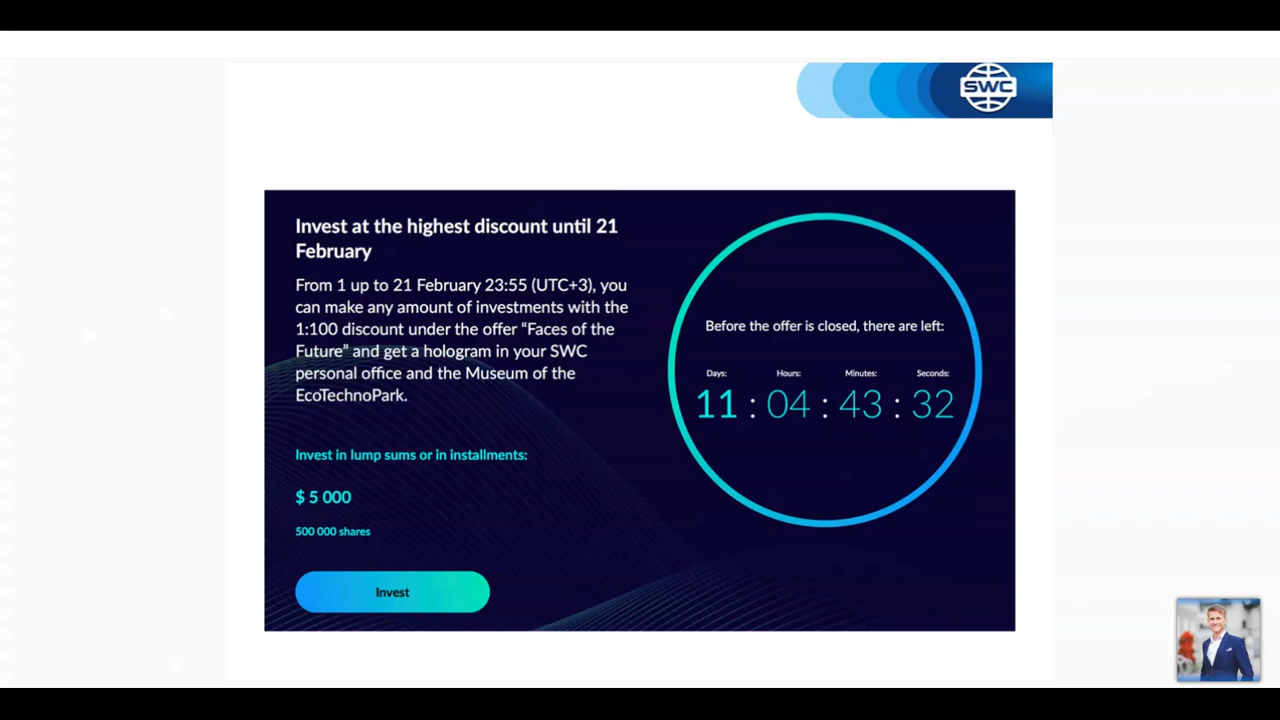 SWC
Invest at the highest discount until 21
February
From 1 up to 21 February 23:55 (UTC+3), you
can make any amount of investments with the
1:100 discount under the offer “Faces of the
Future” and get a hologram in your SWC
personal office and the Museum of the
EcoTechnoPark.
Invest in lump sums or in installments:
$ 5 000
500 000 shares
Invest
Before the offer is closed, there are left:
Days: Hours: Minutes: Seconds:
11 : 04 : 43 : 32